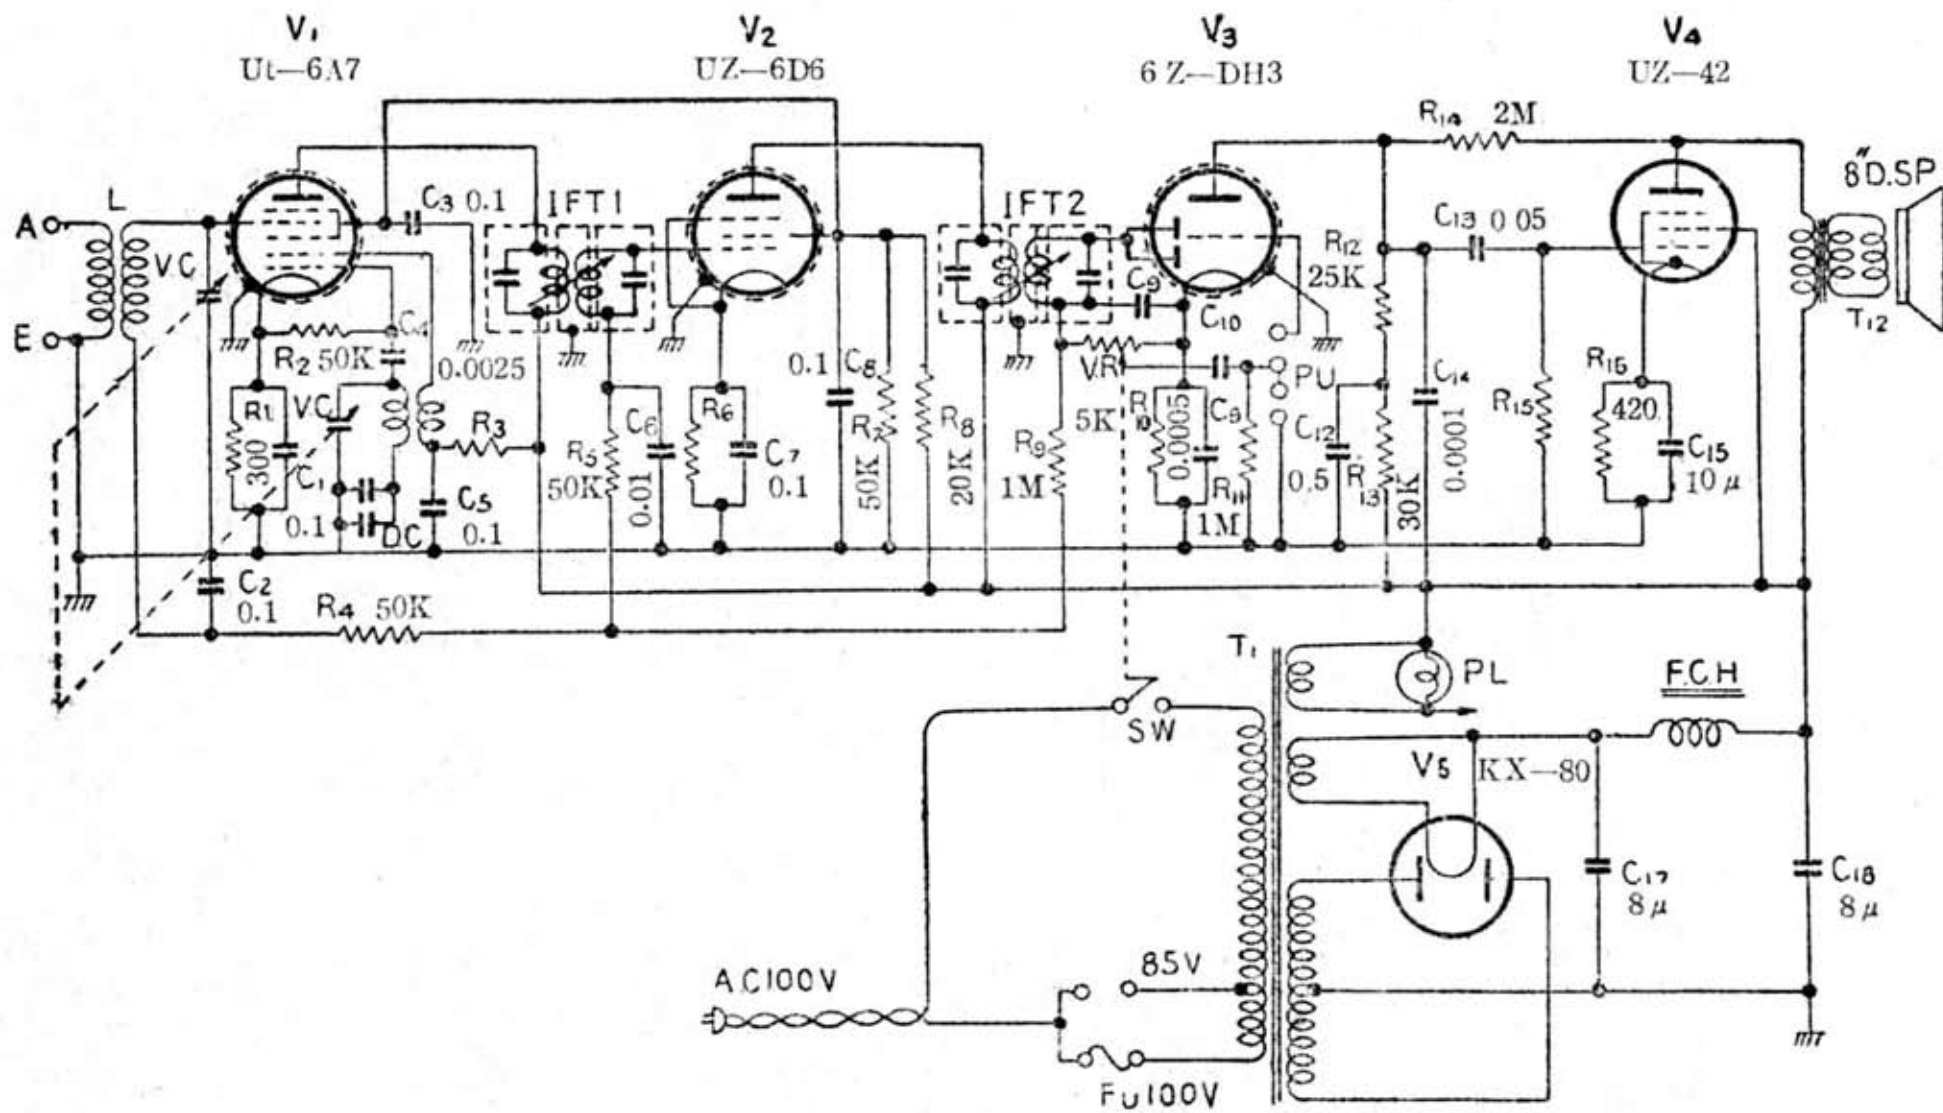 V1
Ut—6A7
V2
UZ—6D6
V3
6Z—DH3
V4
UZ—42
R14 2M
8"D.SP
L
A
E
V.C
C3 0.1
IFT1
IFT2
R12
25K
C13 0 05
T12
C4
R2 50K
0.0025
0.1 C8
C9
C10
V.R
PU
C14
R16
420
R1
300
V.C
R3
C6
R6
R7
50K
R8
20K
R9
1M
5K
R10
0.0005
C9
R11
1M
C12
0.5
R13
30K
0.0001
R15
C15
10μ
C1
0.1
DC
C5
0.1
R5
50K
0.01
C7
0.1
C2
0.1
R4 50K
T1
PL
F.C.H
SW
V5 KX—80
C17
8μ
C18
8μ
A.C100V
85V
Fu100V